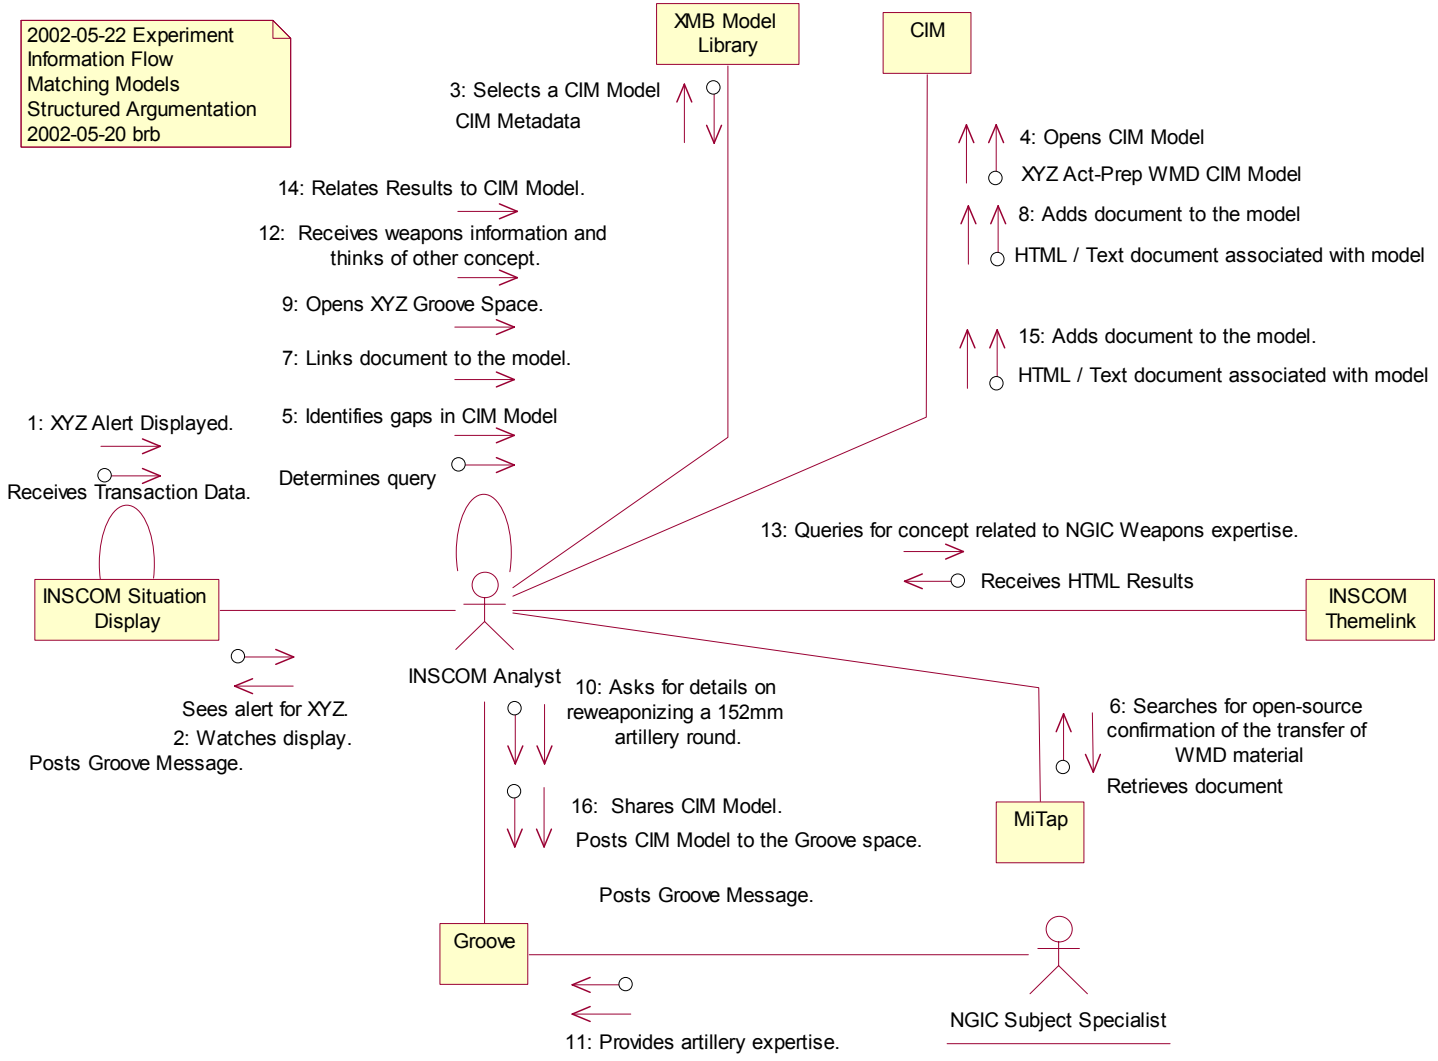 2002-05-22 Experiment
Information Flow
Matching Models
Structured Argumentation
2002-05-20 brb
XMB Model
Library
CIM
3: Selects a CIM Model
CIM Metadata
4: Opens CIM Model
XYZ Act-Prep WMD CIM Model
8: Adds document to the model
HTML / Text document associated with model
15: Adds document to the model.
HTML / Text document associated with model
14: Relates Results to CIM Model.
12: Receives weapons information and
thinks of other concept.
9: Opens XYZ Groove Space.
7: Links document to the model.
5: Identifies gaps in CIM Model
Determines query
1: XYZ Alert Displayed.
Receives Transaction Data.
INSCOM Situation
Display
13: Queries for concept related to NGIC Weapons expertise.
Receives HTML Results
INSCOM
Themelink
INSCOM Analyst
Sees alert for XYZ.
2: Watches display.
Posts Groove Message.
10: Asks for details on
reweaponizing a 152mm
artillery round.
16: Shares CIM Model.
Posts CIM Model to the Groove space.
Posts Groove Message.
6: Searches for open-source
confirmation of the transfer of
WMD material
Retrieves document
MiTap
Groove
NGIC Subject Specialist
11: Provides artillery expertise.